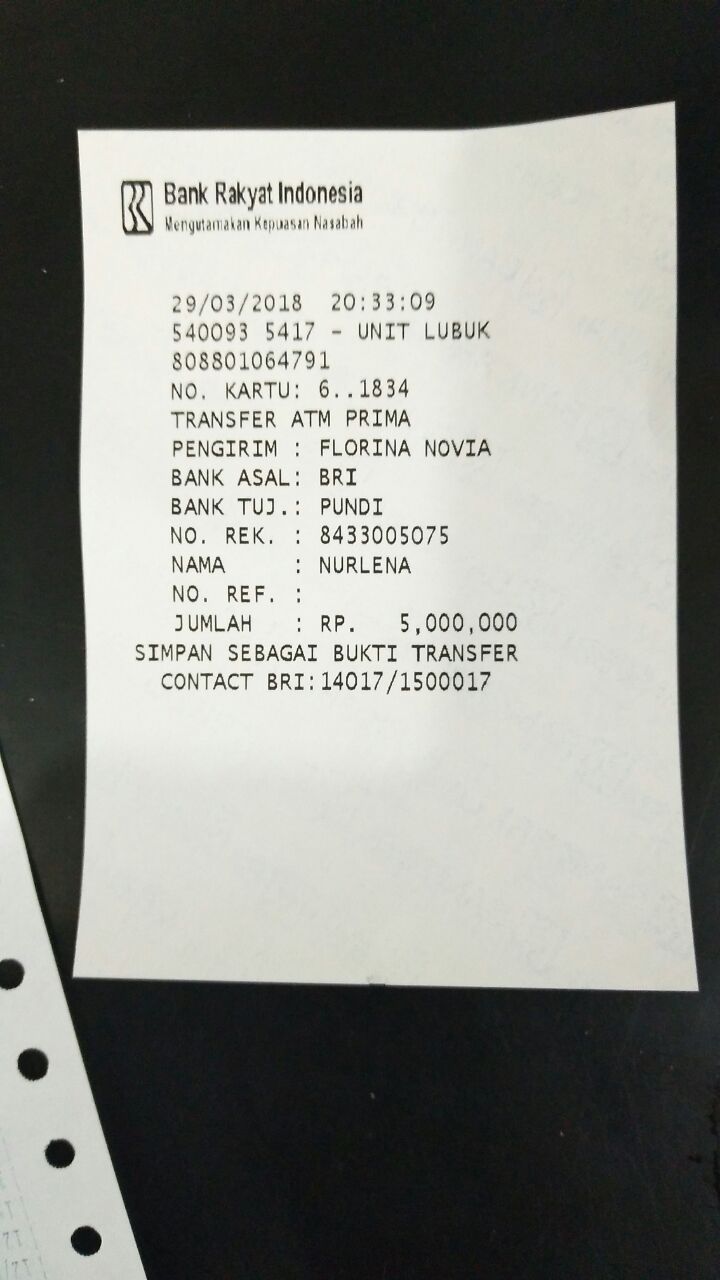 Bank Rakyat Indonesia
Mengutamakan Kepuasan Nasabah
29/03/2018 20:33:09
540093 5417 - UNIT LUBUK
808801064791
NO. KARTU: 6..1834
TRANSFER ATM PRIMA
PENGIRIM : FLORINA NOVIA
BANK ASAL: BRI
BANK TUJ.: PUNDI
NO. REK. : 8433005075
NAMA : NURLENA
NO. REF. :
JUMLAH : RP. 5,000,000
SIMPAN SEBAGAI BUKTI TRANSFER
CONTACT BRI:14017/1500017